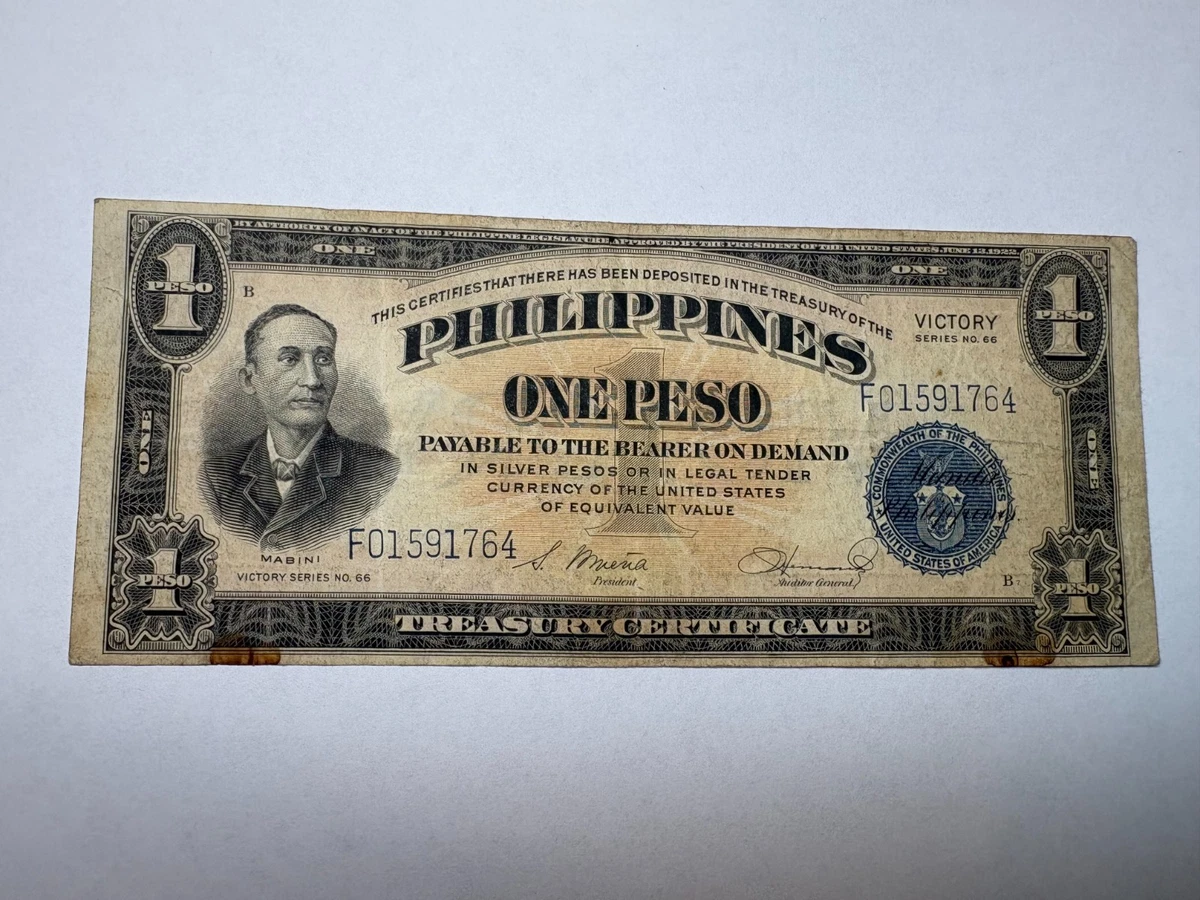 BY AUTHORITY OF AN ACT OF THE PHILIPPINE LEGISLATURE APPROVED BY THE PRESIDENT OF THE UNITED STATES JUNE 13, 1922
ONE
ONE
1
PESO
1
PESO
B
THIS CERTIFIES THAT THERE HAS BEEN DEPOSITED IN THE TREASURY OF THE
PHILIPPINES
VICTORY
SERIES NO. 66
1
ONE PESO
F01591764
PAYABLE TO THE BEARER ON DEMAND
IN SILVER PESOS OR IN LEGAL TENDER
CURRENCY OF THE UNITED STATES
OF EQUIVALENT VALUE
ONE
ONE
COMMONWEALTH OF THE PHILIPPINES
UNITED STATES OF AMERICA
MABINI
VICTORY SERIES NO. 66
F01591764
President
Auditor General
B
1
PESO
1
PESO
TREASURY CERTIFICATE